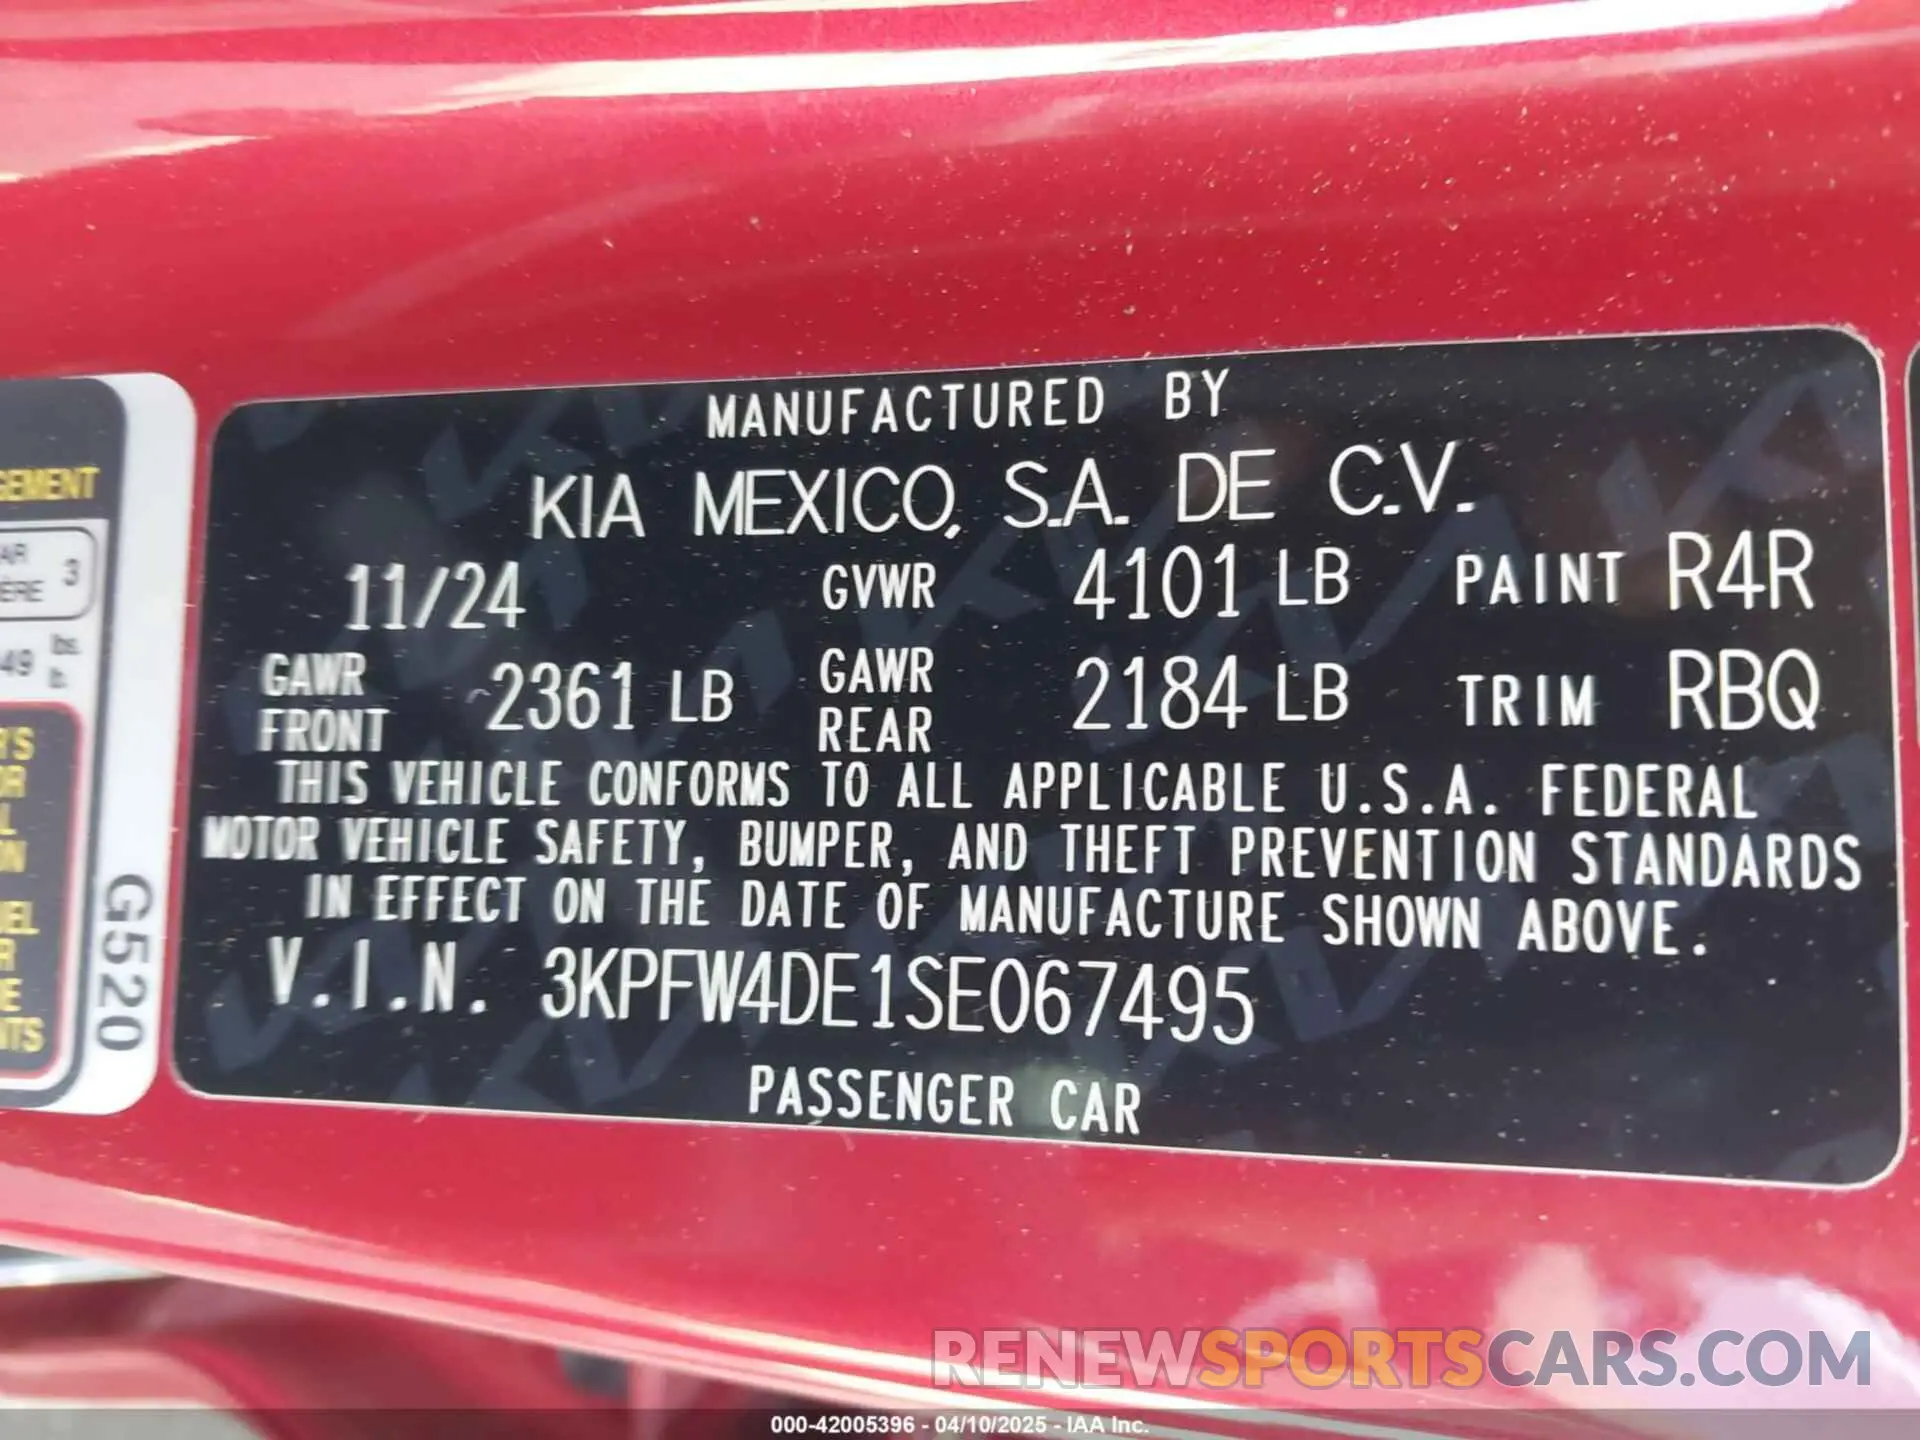 MANUFACTURED BY
KIA MEXICO, S.A. DE C.V.
11/24 GVWR 4101 LB PAINT R4R
GAWR FRONT 2361 LB GAWR REAR 2184 LB TRIM RBQ
THIS VEHICLE CONFORMS TO ALL APPLICABLE U.S.A. FEDERAL
MOTOR VEHICLE SAFETY, BUMPER, AND THEFT PREVENTION STANDARDS
IN EFFECT ON THE DATE OF MANUFACTURE SHOWN ABOVE.
V.I.N. 3KPFW4DE1SE067495
PASSENGER CAR
G520
3
lbs.
RENEWSPORTSCARS.COM
000-42005396 - 04/10/2025 - IAA Inc.